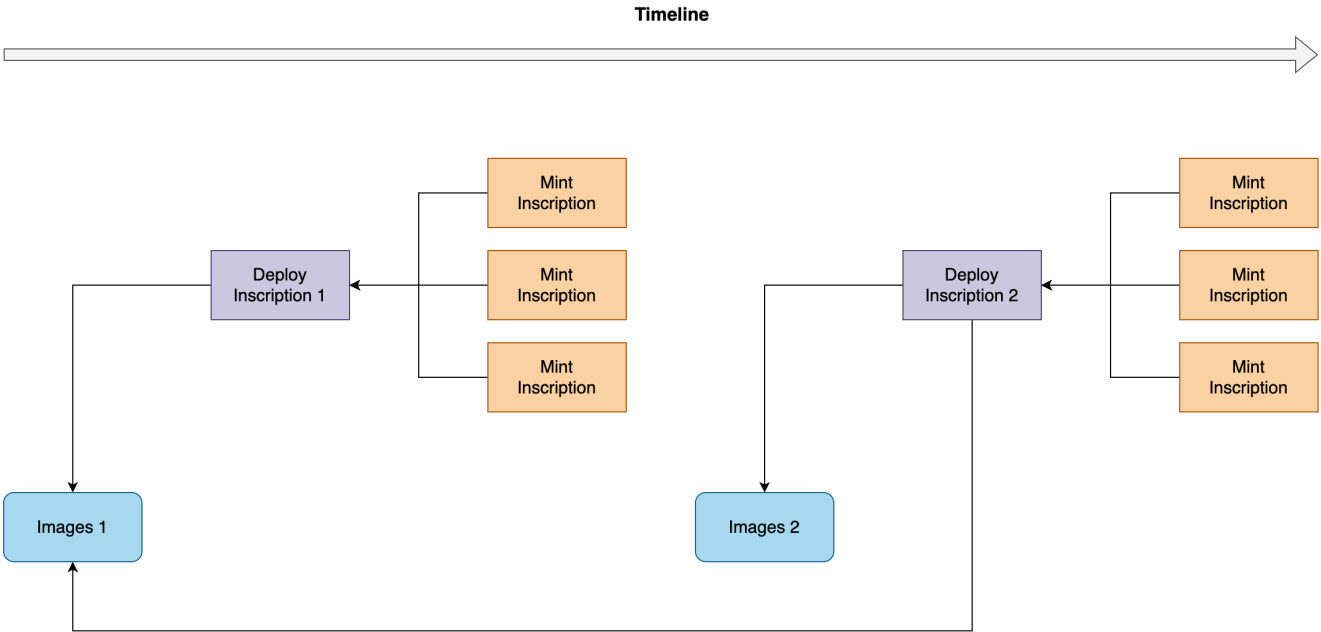 Timeline
Mint
Inscription
Mint
Inscription
Deploy
Inscription 1
Mint
Inscription
Deploy
Inscription 2
Mint
Inscription
Mint
Inscription
Mint
Inscription
Images 1
Images 2